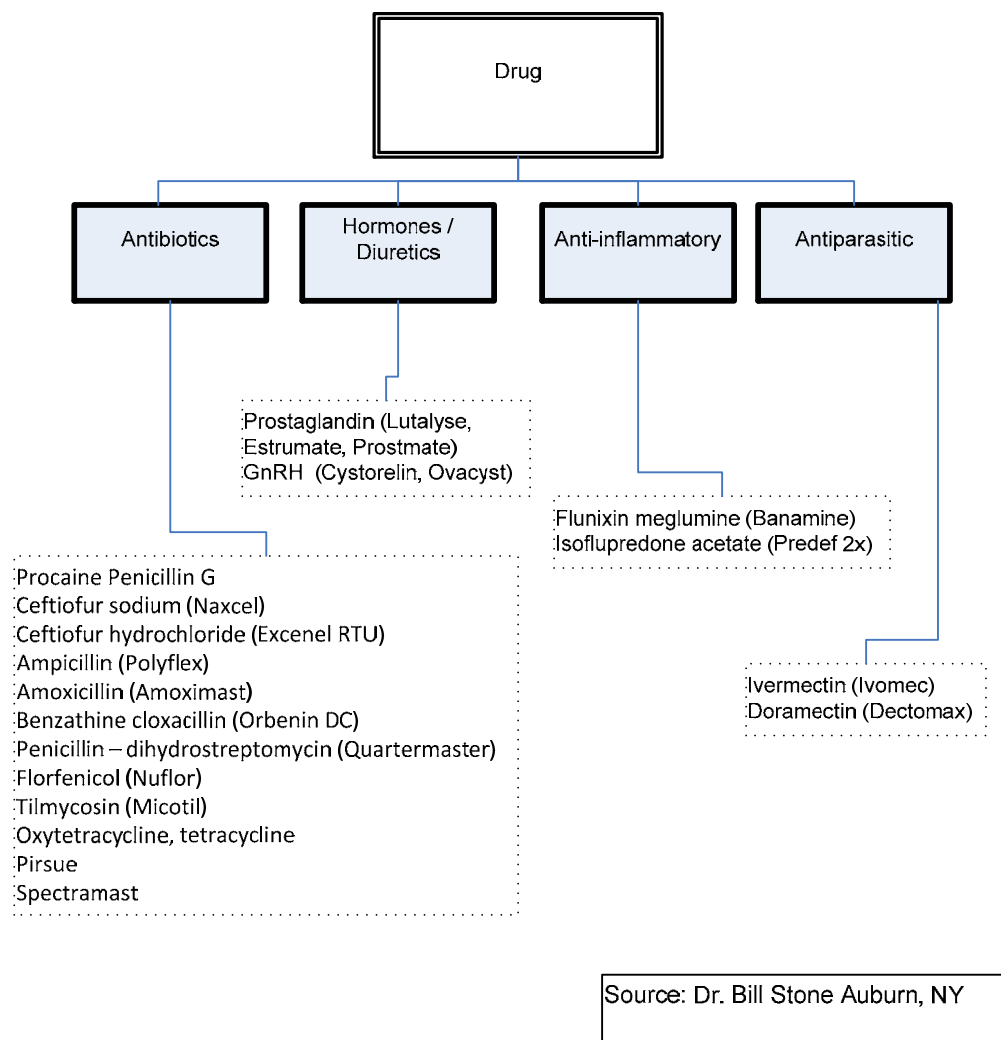 Drug
Antibiotics
Hormones /
Diuretics
Anti-inflammatory
Antiparasitic
Prostaglandin (Lutalyse,
Estrumate, Prostmate)
GnRH  (Cystorelin, Ovacyst)
Flunixin meglumine (Banamine)
Isoflupredone acetate (Predef 2x)
Procaine Penicillin G
Ceftiofur sodium (Naxcel)
Ceftiofur hydrochloride (Excenel RTU)
Ampicillin (Polyflex)
Amoxicillin (Amoximast)
Benzathine cloxacillin (Orbenin DC)
Penicillin – dihydrostreptomycin (Quartermaster)
Florfenicol (Nuflor)
Tilmycosin (Micotil)
Oxytetracycline, tetracycline
Pirsue
Spectramast
Ivermectin (Ivomec)
Doramectin (Dectomax)
Source: Dr. Bill Stone Auburn, NY